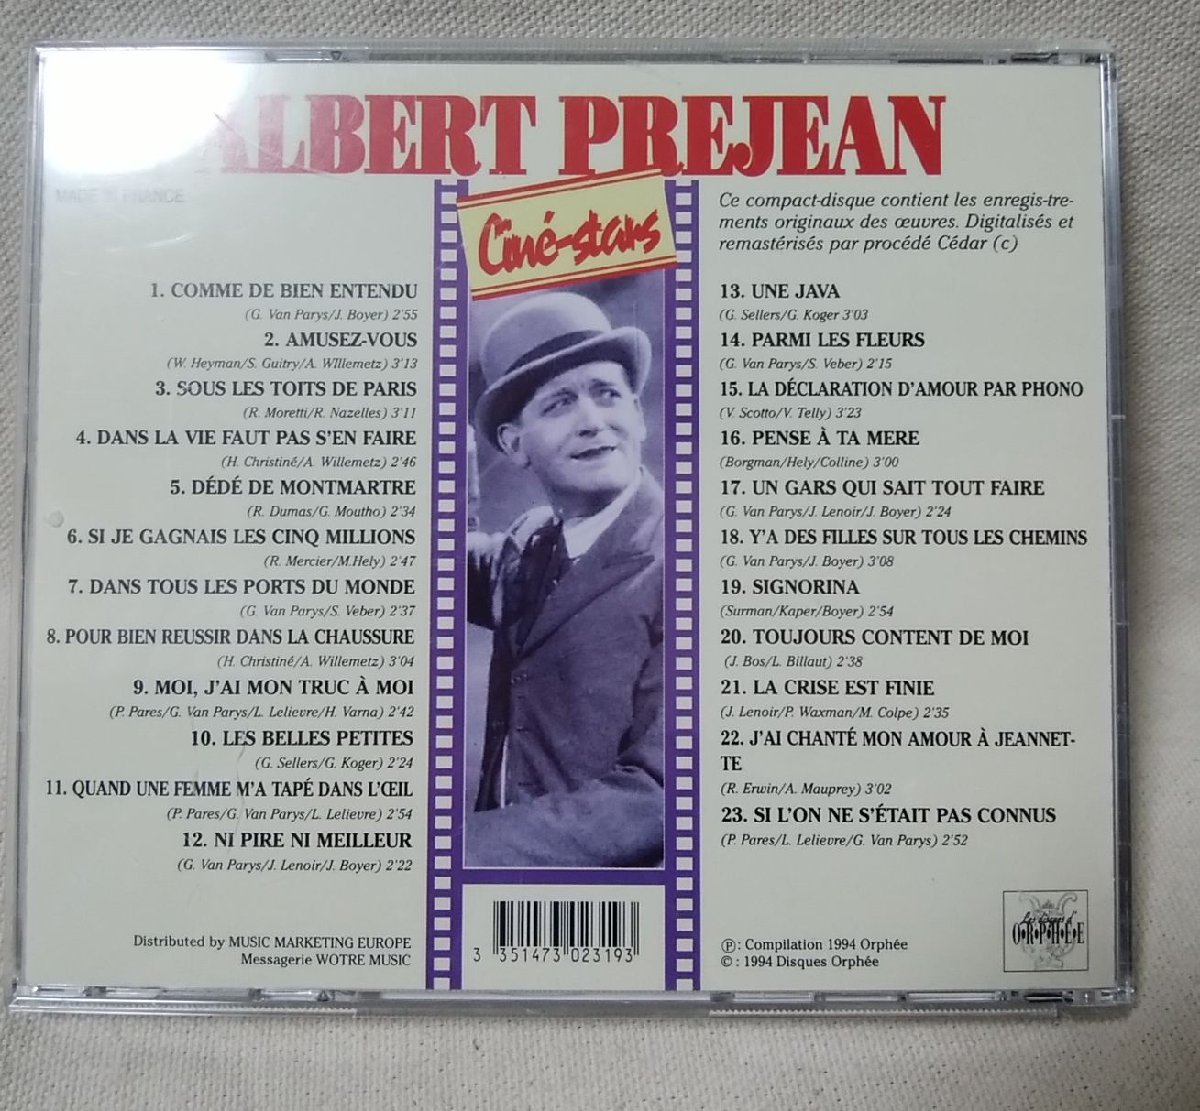 ALBERT PREJEAN
MADE IN FRANCE
Ciné-stars
Ce compact-disque contient les enregis-tre-
ments originaux des œuvres. Digitalisés et
remastérisés par procédé Cédar (c)
1. COMME DE BIEN ENTENDU
(G. Van Parys/J. Boyer) 2'55
2. AMUSEZ-VOUS
(W. Heyman/S. Guitry/A. Willemetz) 3'13
3. SOUS LES TOITS DE PARIS
(R. Moretti/R. Nazelles) 3'11
4. DANS LA VIE FAUT PAS S'EN FAIRE
(H. Christiné/A. Willemetz) 2'46
5. DÉDÉ DE MONTMARTRE
(R. Dumas/G. Moutho) 2'34
6. SI JE GAGNAIS LES CINQ MILLIONS
(R. Mercier/M.Hely) 2'47
7. DANS TOUS LES PORTS DU MONDE
(G. Van Parys/S. Veber) 2'37
8. POUR BIEN REUSSIR DANS LA CHAUSSURE
(H. Christiné/A. Willemetz) 3'04
9. MOI, J'AI MON TRUC À MOI
(P. Pares/G. Van Parys/L. Lelievre/H. Varna) 2'42
10. LES BELLES PETITES
(G. Sellers/G. Koger) 2'24
11. QUAND UNE FEMME M'A TAPÉ DANS L'ŒIL
(P. Pares/G. Van Parys/L. Lelievre) 2'54
12. NI PIRE NI MEILLEUR
(G. Van Parys/J. Lenoir/J. Boyer) 2'22
13. UNE JAVA
(G. Sellers/G. Koger 3'03
14. PARMI LES FLEURS
(G. Van Parys/S. Veber) 2'15
15. LA DÉCLARATION D'AMOUR PAR PHONO
(V. Scotto/V. Telly) 3'23
16. PENSE À TA MERE
(Borgman/Hely/Colline) 3'00
17. UN GARS QUI SAIT TOUT FAIRE
(G. Van Parys/J. Lenoir/J. Boyer) 2'24
18. Y'A DES FILLES SUR TOUS LES CHEMINS
(G. Van Parys/J. Boyer) 3'08
19. SIGNORINA
(Surman/Kaper/Boyer) 2'54
20. TOUJOURS CONTENT DE MOI
(J. Bos/L. Billaut) 2'38
21. LA CRISE EST FINIE
(J. Lenoir/P. Waxman/M. Colpe) 2'35
22. J'AI CHANTÉ MON AMOUR À JEANNET-
TE
(R. Erwin/A. Mauprey) 3'02
23. SI L'ON NE S'ÉTAIT PAS CONNUS
(P. Pares/L. Lelievre/G. Van Parys) 2'52
Distributed by MUSIC MARKETING EUROPE
Messagerie WOTRE MUSIC
3 351473 023193
℗ : Compilation 1994 Orphée
© : 1994 Disques Orphée
Les disques d'
O•R•P•H•E•E